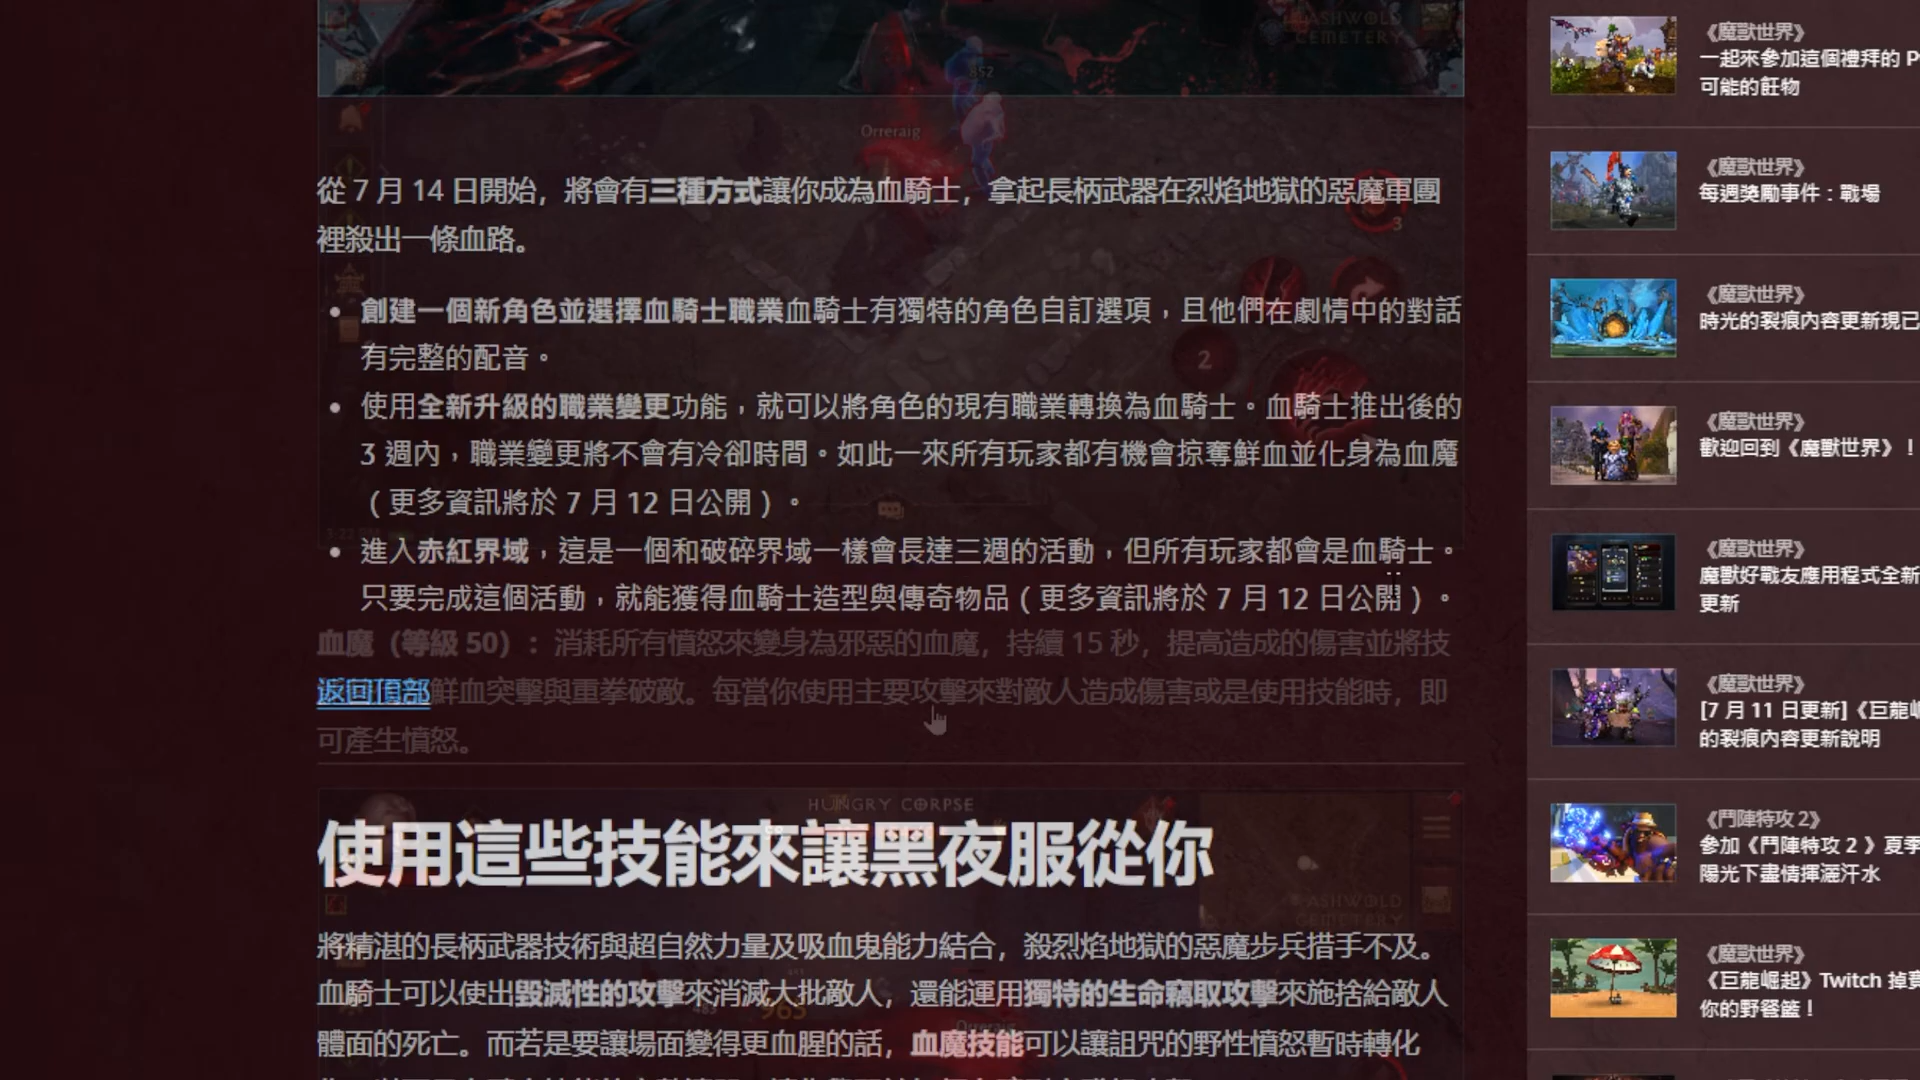 ASHWOLD
CEMETERY
852
Orreraig
從 7 月 14 日開始，將會有三種方式讓你成為血騎士，拿起長柄武器在烈焰地獄的惡魔軍團
裡殺出一條血路。
3
創建一個新角色並選擇血騎士職業血騎士有獨特的角色自訂選項，且他們在劇情中的對話
有完整的配音。
2
使用全新升級的職業變更功能，就可以將角色的現有職業轉換為血騎士。血騎士推出後的
3 週內，職業變更將不會有冷卻時間。如此一來所有玩家都有機會掠奪鮮血並化身為血魔
（更多資訊將於 7 月 12 日公開）。
進入赤紅界域，這是一個和破碎界域一樣會長達三週的活動，但所有玩家都會是血騎士。
只要完成這個活動，就能獲得血騎士造型與傳奇物品（更多資訊將於 7 月 12 日公開）。
血魔（等級 50）：消耗所有憤怒來變身為邪惡的血魔，持續 15 秒，提高造成的傷害並將技
返回頂部鮮血突擊與重拳破敵。每當你使用主要攻擊來對敵人造成傷害或是使用技能時，即
可產生憤怒。
HUNGRY CORPSE
使用這些技能來讓黑夜服從你
ASHWOLD
CEMETERY
將精湛的長柄武器技術與超自然力量及吸血鬼能力結合，殺烈焰地獄的惡魔步兵措手不及。
血騎士可以使出毀滅性的攻擊來消滅大批敵人，還能運用獨特的生命竊取攻擊來施捨給敵人
483
963
Orreraig
體面的死亡。而若是要讓場面變得更血腥的話，血魔技能可以讓詛咒的野性憤怒暫時轉化
《魔獸世界》
一起來參加這個禮拜的 P
可能的飪物
《魔獸世界》
每週獎勵事件：戰場
《魔獸世界》
時光的裂痕內容更新現已
《魔獸世界》
歡迎回到《魔獸世界》！
《魔獸世界》
魔獸好戰友應用程式全新
更新
《魔獸世界》
[7 月 11 日更新]《巨龍崛
的裂痕內容更新說明
《鬥陣特攻 2》
參加《鬥陣特攻 2 》夏季
陽光下盡情揮灑汗水
《魔獸世界》
《巨龍崛起》Twitch 掉寶
你的野餐籃！